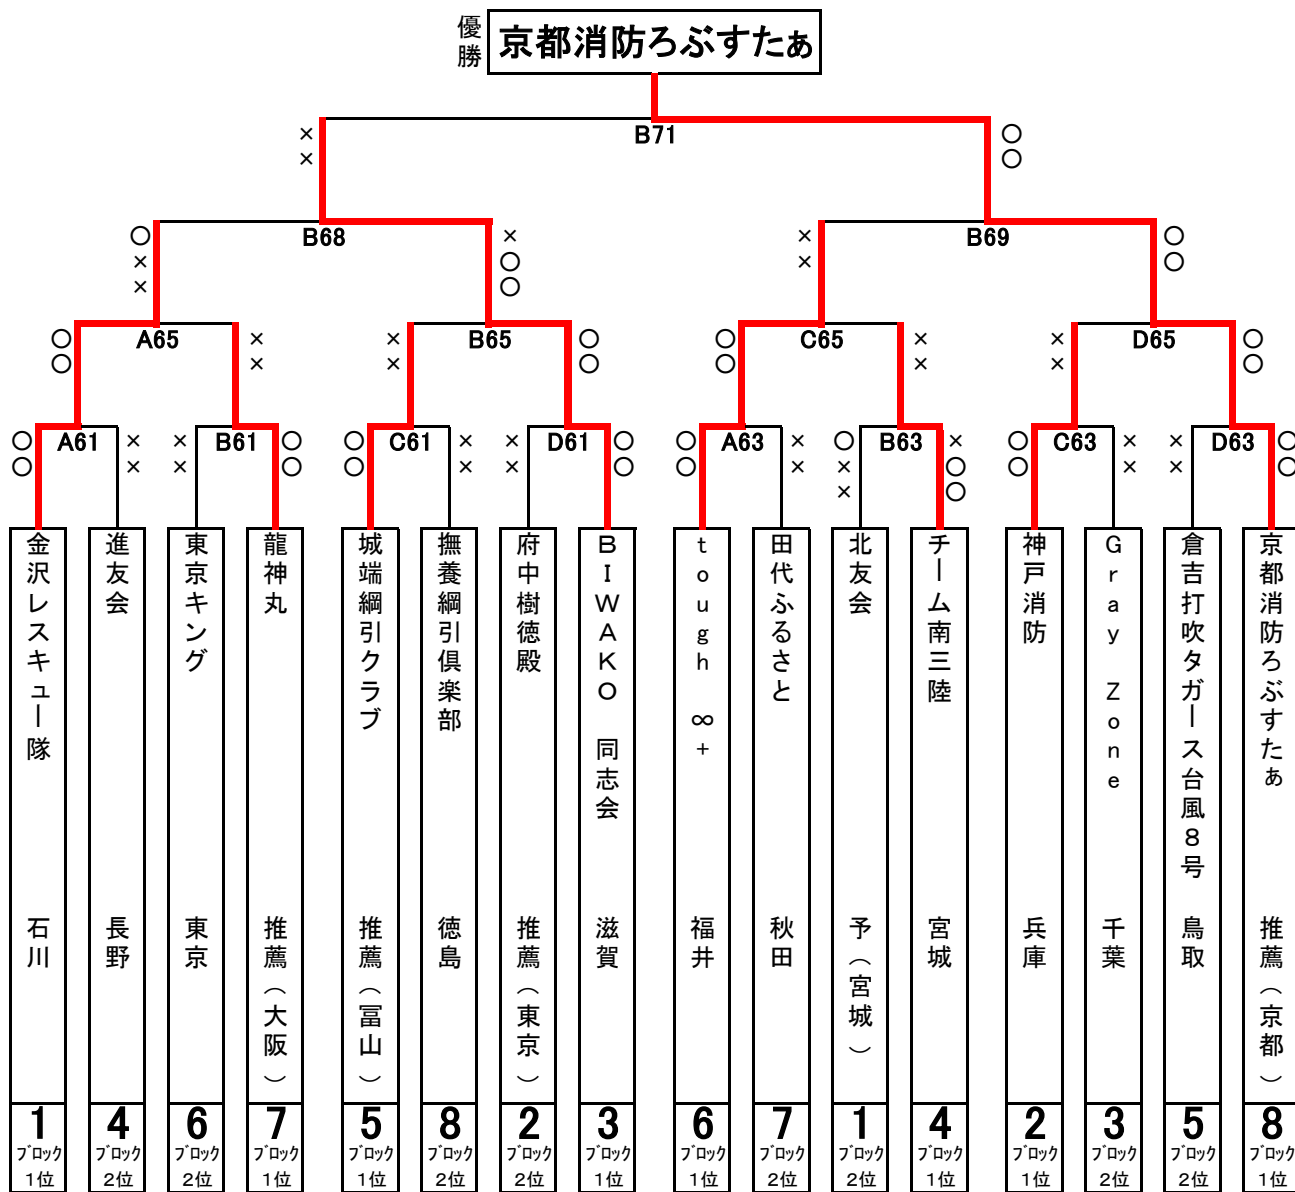 優勝
京都消防ろぶすたぁ
B71
×
×
○
○
B68
B69
○
×
×
×
○
○
×
×
○
○
A65
B65
C65
D65
○
○
×
×
×
×
○
○
○
○
×
×
×
×
○
○
A61
B61
C61
D61
A63
B63
C63
D63
○
○
×
×
×
×
○
○
○
○
×
×
×
×
○
○
○
○
×
×
○
×
×
×
○
○
○
○
×
×
×
×
○
○
金沢レスキュー隊
石川
1
ブロック
1位
進友会
長野
4
ブロック
2位
東京キング
東京
6
ブロック
2位
龍神丸
推薦(大阪)
7
ブロック
1位
城端綱引クラブ
推薦(冨山)
5
ブロック
1位
撫養綱引倶楽部
徳島
8
ブロック
2位
府中樹徳殿
推薦(東京)
2
ブロック
2位
BIWAKO 同志会
滋賀
3
ブロック
1位
tough ∞+
福井
6
ブロック
1位
田代ふるさと
秋田
7
ブロック
2位
北友会
予(宮城)
1
ブロック
2位
チーム南三陸
宮城
4
ブロック
1位
神戸消防
兵庫
2
ブロック
1位
Gray Zone
千葉
3
ブロック
2位
倉吉打吹タガース台風8号
鳥取
5
ブロック
2位
京都消防ろぶすたぁ
推薦(京都)
8
ブロック
1位